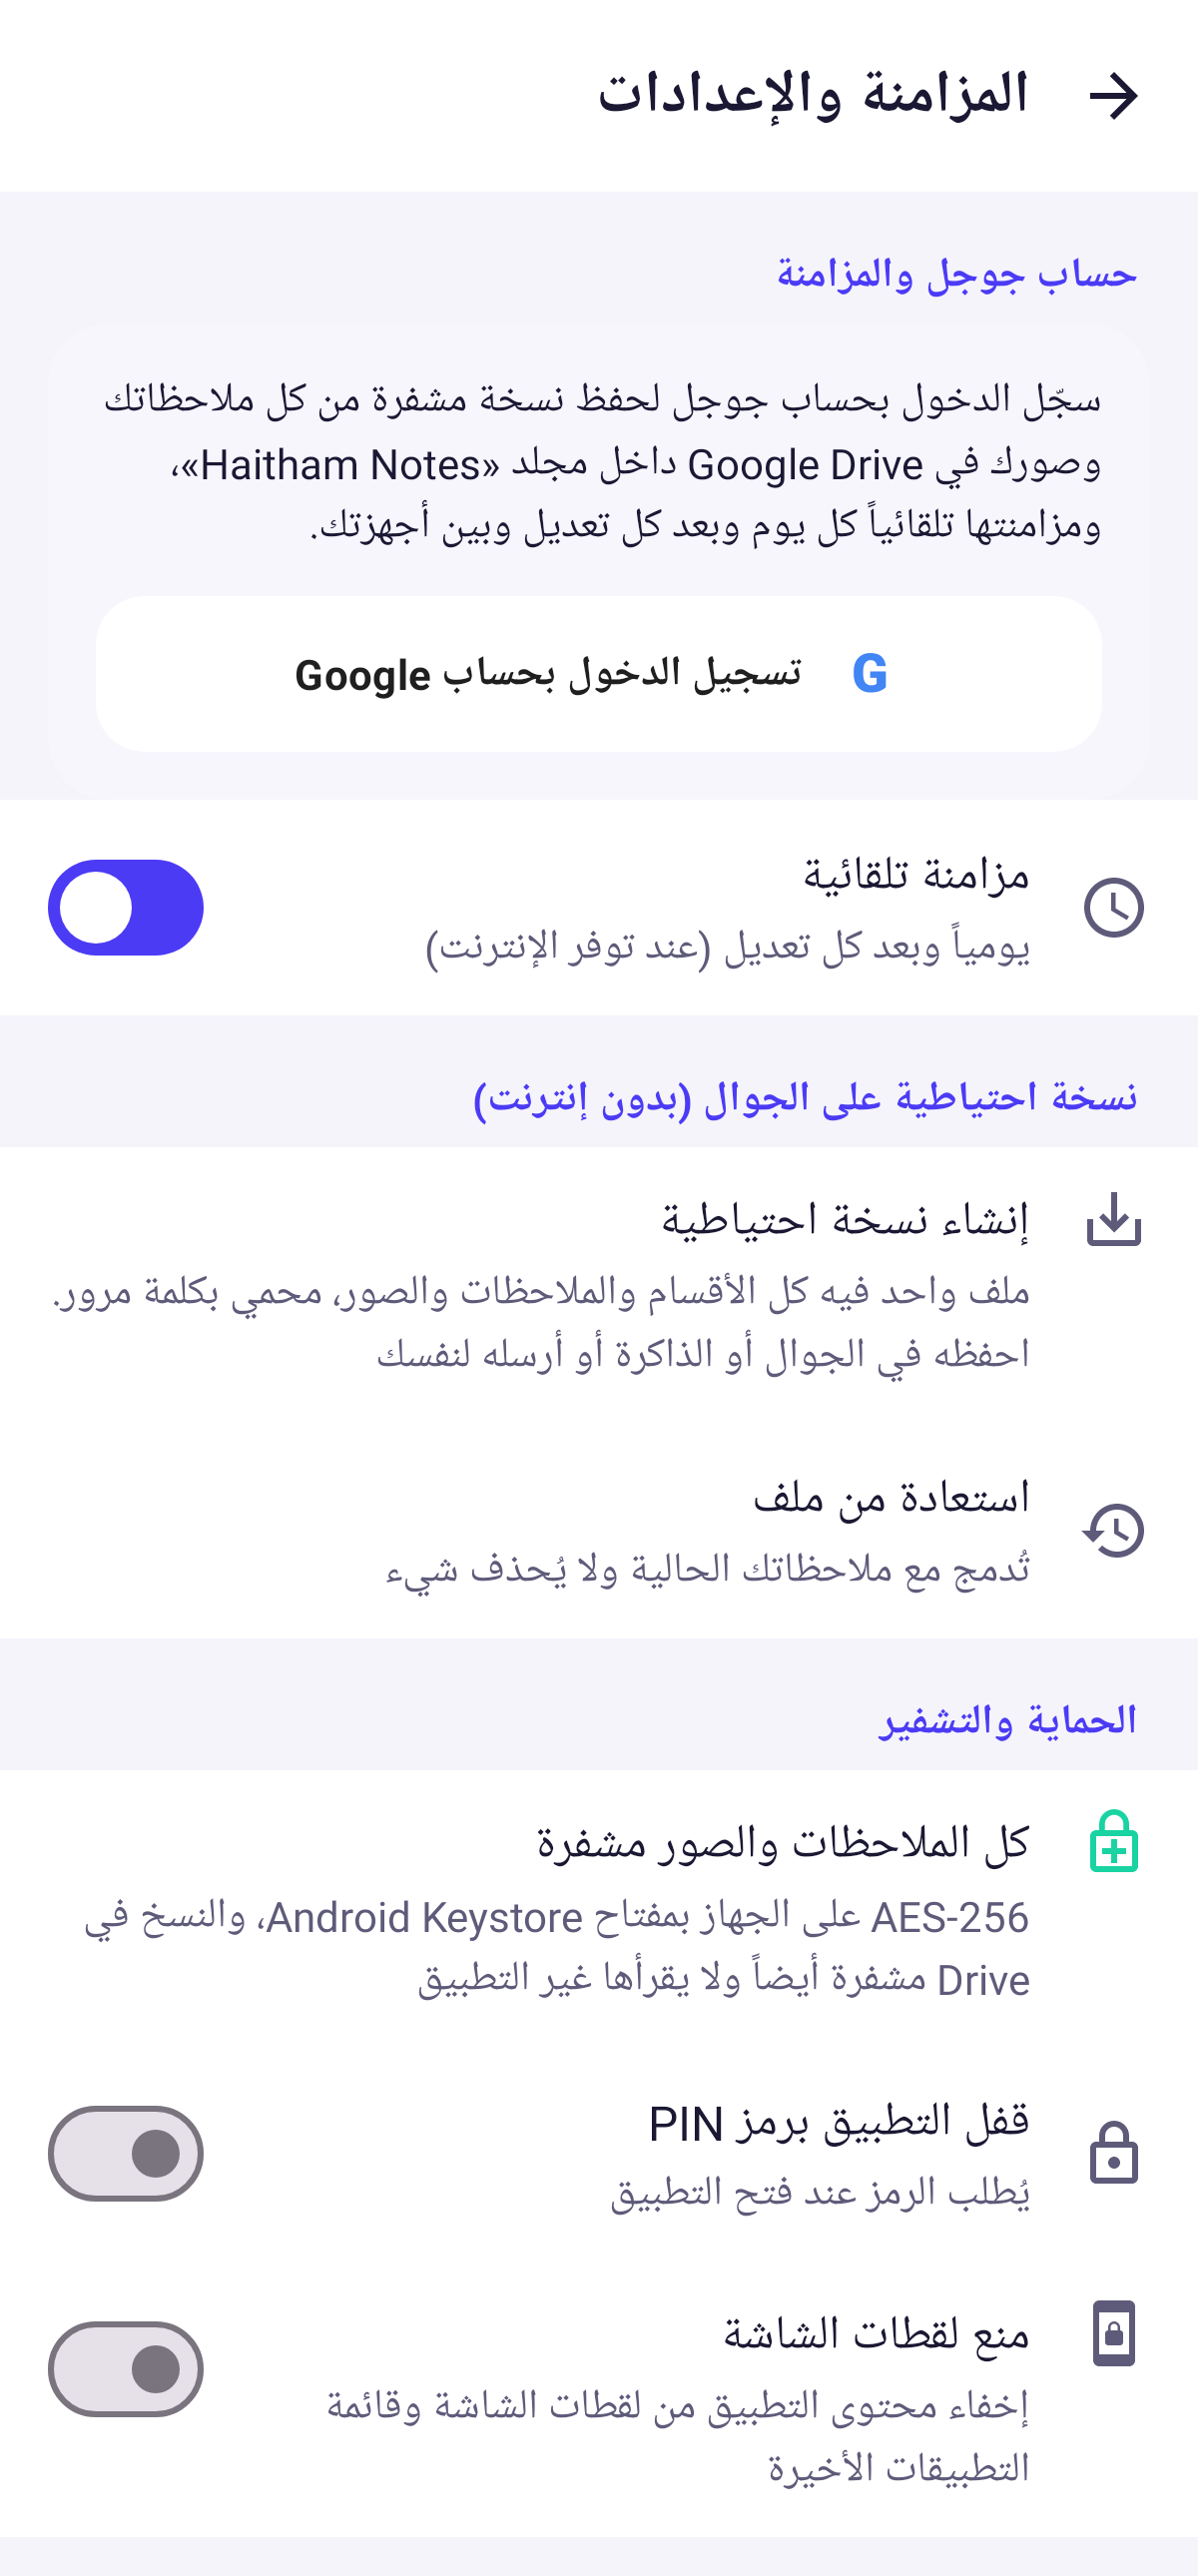 المزامنة والإعدادات
حساب جوجل والمزامنة
سجّل الدخول بحساب جوجل لحفظ نسخة مشفرة من كل ملاحظاتك
وصورك في Google Drive داخل مجلد «Haitham Notes»،
ومزامنتها تلقائياً كل يوم وبعد كل تعديل وبين أجهزتك.
G تسجيل الدخول بحساب Google
مزامنة تلقائية
يومياً وبعد كل تعديل (عند توفر الإنترنت)
نسخة احتياطية على الجوال (بدون إنترنت)
إنشاء نسخة احتياطية
ملف واحد فيه كل الأقسام والملاحظات والصور، محمي بكلمة مرور.
احفظه في الجوال أو الذاكرة أو أرسله لنفسك
استعادة من ملف
تُدمج مع ملاحظاتك الحالية ولا يُحذف شيء
الحماية والتشفير
كل الملاحظات والصور مشفرة
AES-256 على الجهاز بمفتاح Android Keystore، والنسخ في
Drive مشفرة أيضاً ولا يقرأها غير التطبيق
قفل التطبيق برمز PIN
يُطلب الرمز عند فتح التطبيق
منع لقطات الشاشة
إخفاء محتوى التطبيق من لقطات الشاشة وقائمة
التطبيقات الأخيرة